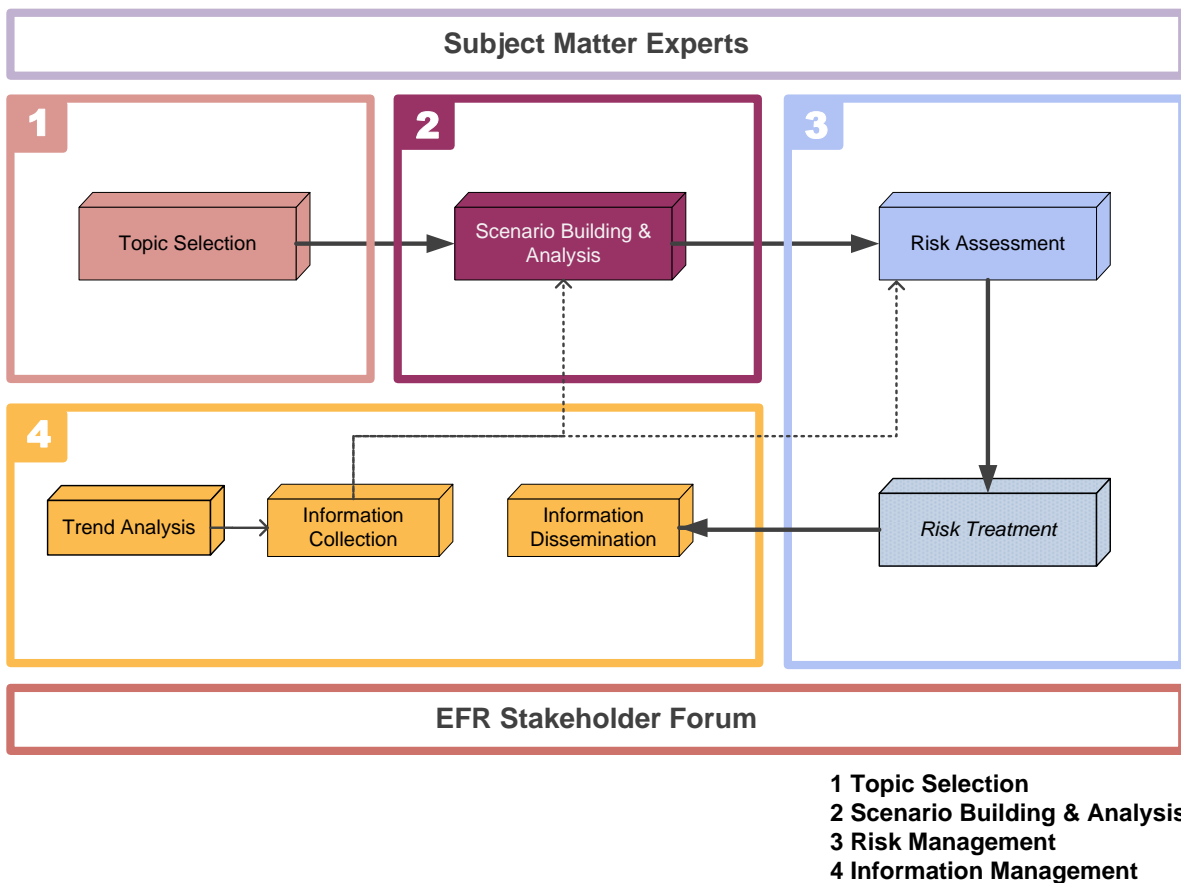 Subject Matter Experts
1
2
3
Topic Selection
Scenario Building &
Analysis
Risk Assessment
4
Trend Analysis
Information
Collection
Information
Dissemination
Risk Treatment
EFR Stakeholder Forum
1 Topic Selection
2 Scenario Building & Analysis
3 Risk Management
4 Information Management